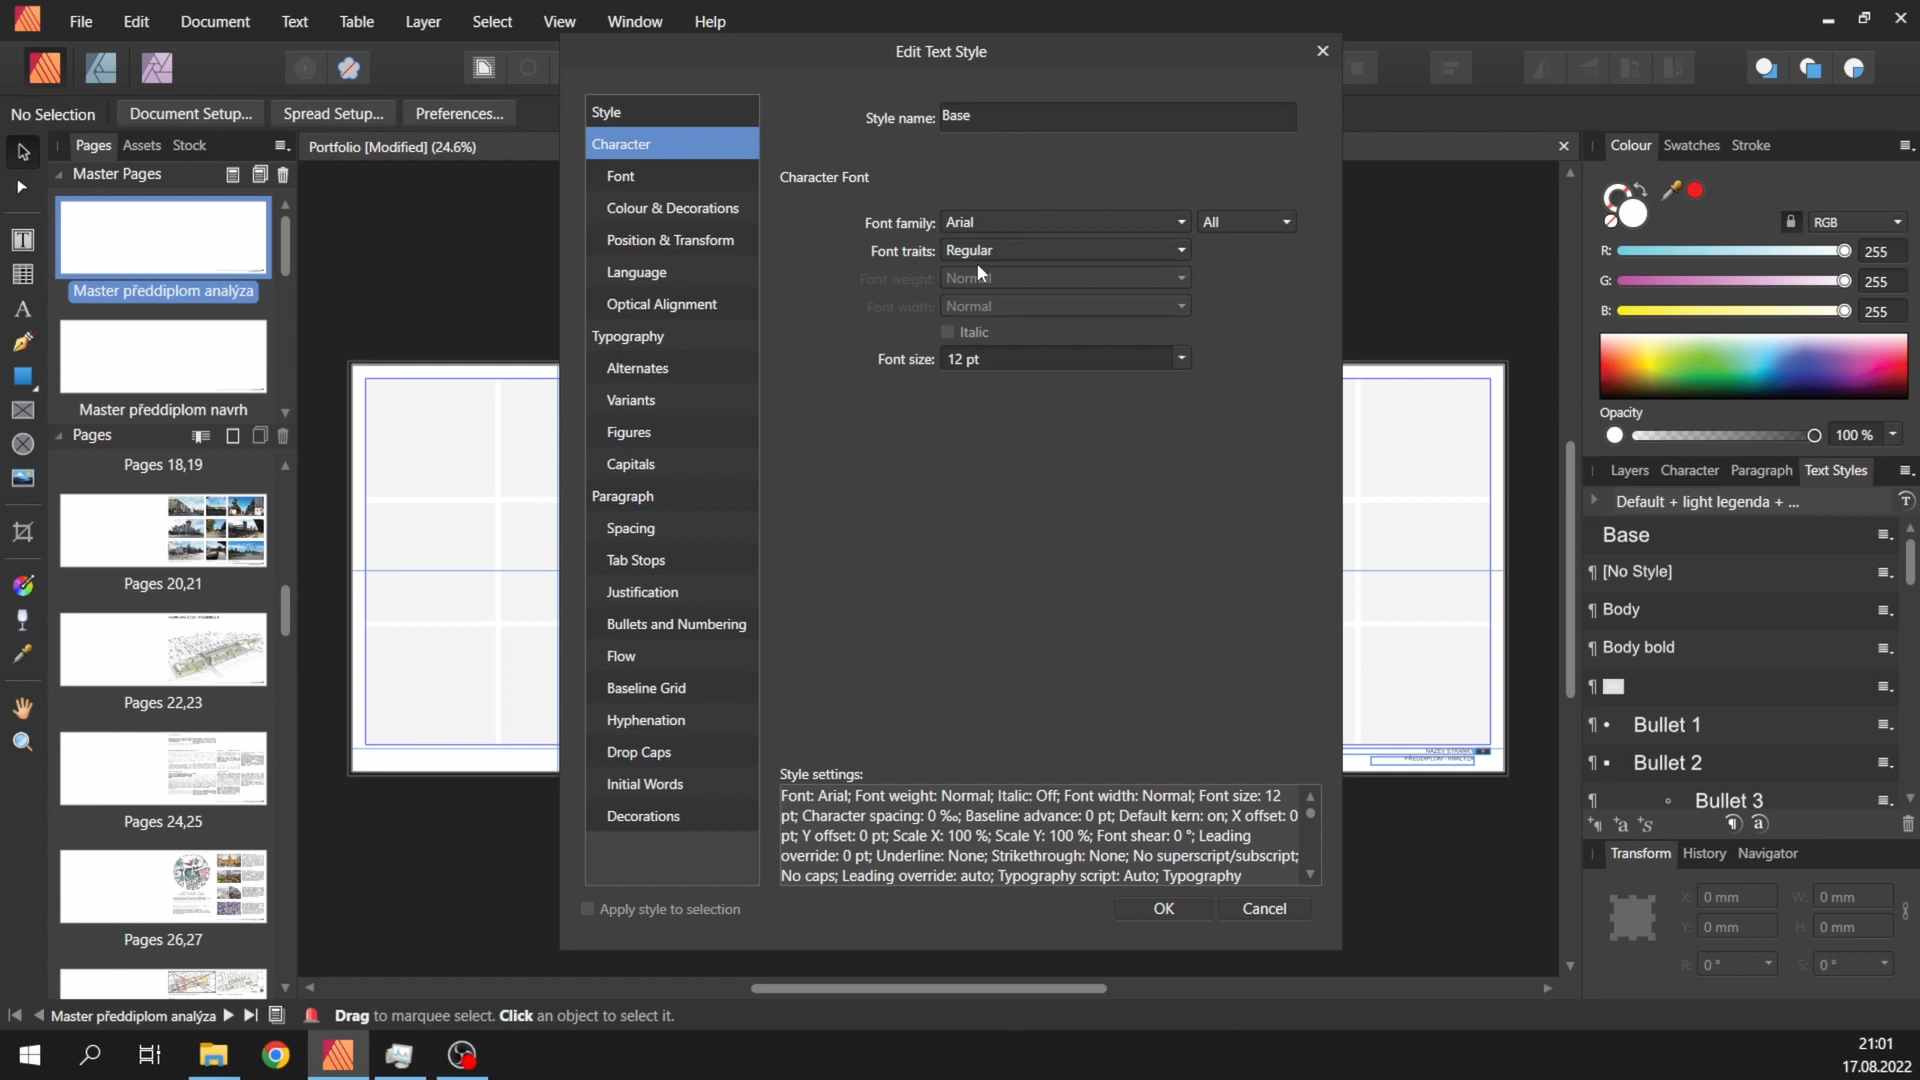 File Edit Document Text Table Layer Select View Window Help
Edit Text Style
No Selection Document Setup... Spread Setup... Preferences...
Pages Assets Stock
Portfolio [Modified] (24.6%)
Master Pages
Master předdiplom analýza
Master předdiplom navrh
Pages
Pages 18,19
Pages 20,21
Pages 22,23
Pages 24,25
Pages 26,27
Style
Character
Font
Colour & Decorations
Position & Transform
Language
Optical Alignment
Typography
Alternates
Variants
Figures
Capitals
Paragraph
Spacing
Tab Stops
Justification
Bullets and Numbering
Flow
Baseline Grid
Hyphenation
Drop Caps
Initial Words
Decorations
Style name: Base
Character Font
Font family: Arial All
Font traits: Regular
Font weight: Normal
Font width: Normal
Italic
Font size: 12 pt
Style settings:
Font: Arial; Font weight: Normal; Italic: Off; Font width: Normal; Font size: 12
pt; Character spacing: 0 ‰; Baseline advance: 0 pt; Default kern: on; X offset: 0
pt; Y offset: 0 pt; Scale X: 100 %; Scale Y: 100 %; Font shear: 0 °; Leading
override: 0 pt; Underline: None; Strikethrough: None; No superscript/subscript;
No caps; Leading override: auto; Typography script: Auto; Typography
Apply style to selection OK Cancel
NÁZEV STRÁNKY
PŘEDDIPLOM - ANALÝZA
Colour Swatches Stroke
RGB
R: 255
G: 255
B: 255
Opacity
100 %
Layers Character Paragraph Text Styles
Default + light legenda + ...
Base
[No Style]
Body
Body bold
Bullet 1
Bullet 2
Bullet 3
Transform History Navigator
X: 0 mm W: 0 mm
Y: 0 mm H: 0 mm
R: 0 ° S: 0 °
Master předdiplom analýza
Drag to marquee select. Click an object to select it.
21:01
17.08.2022